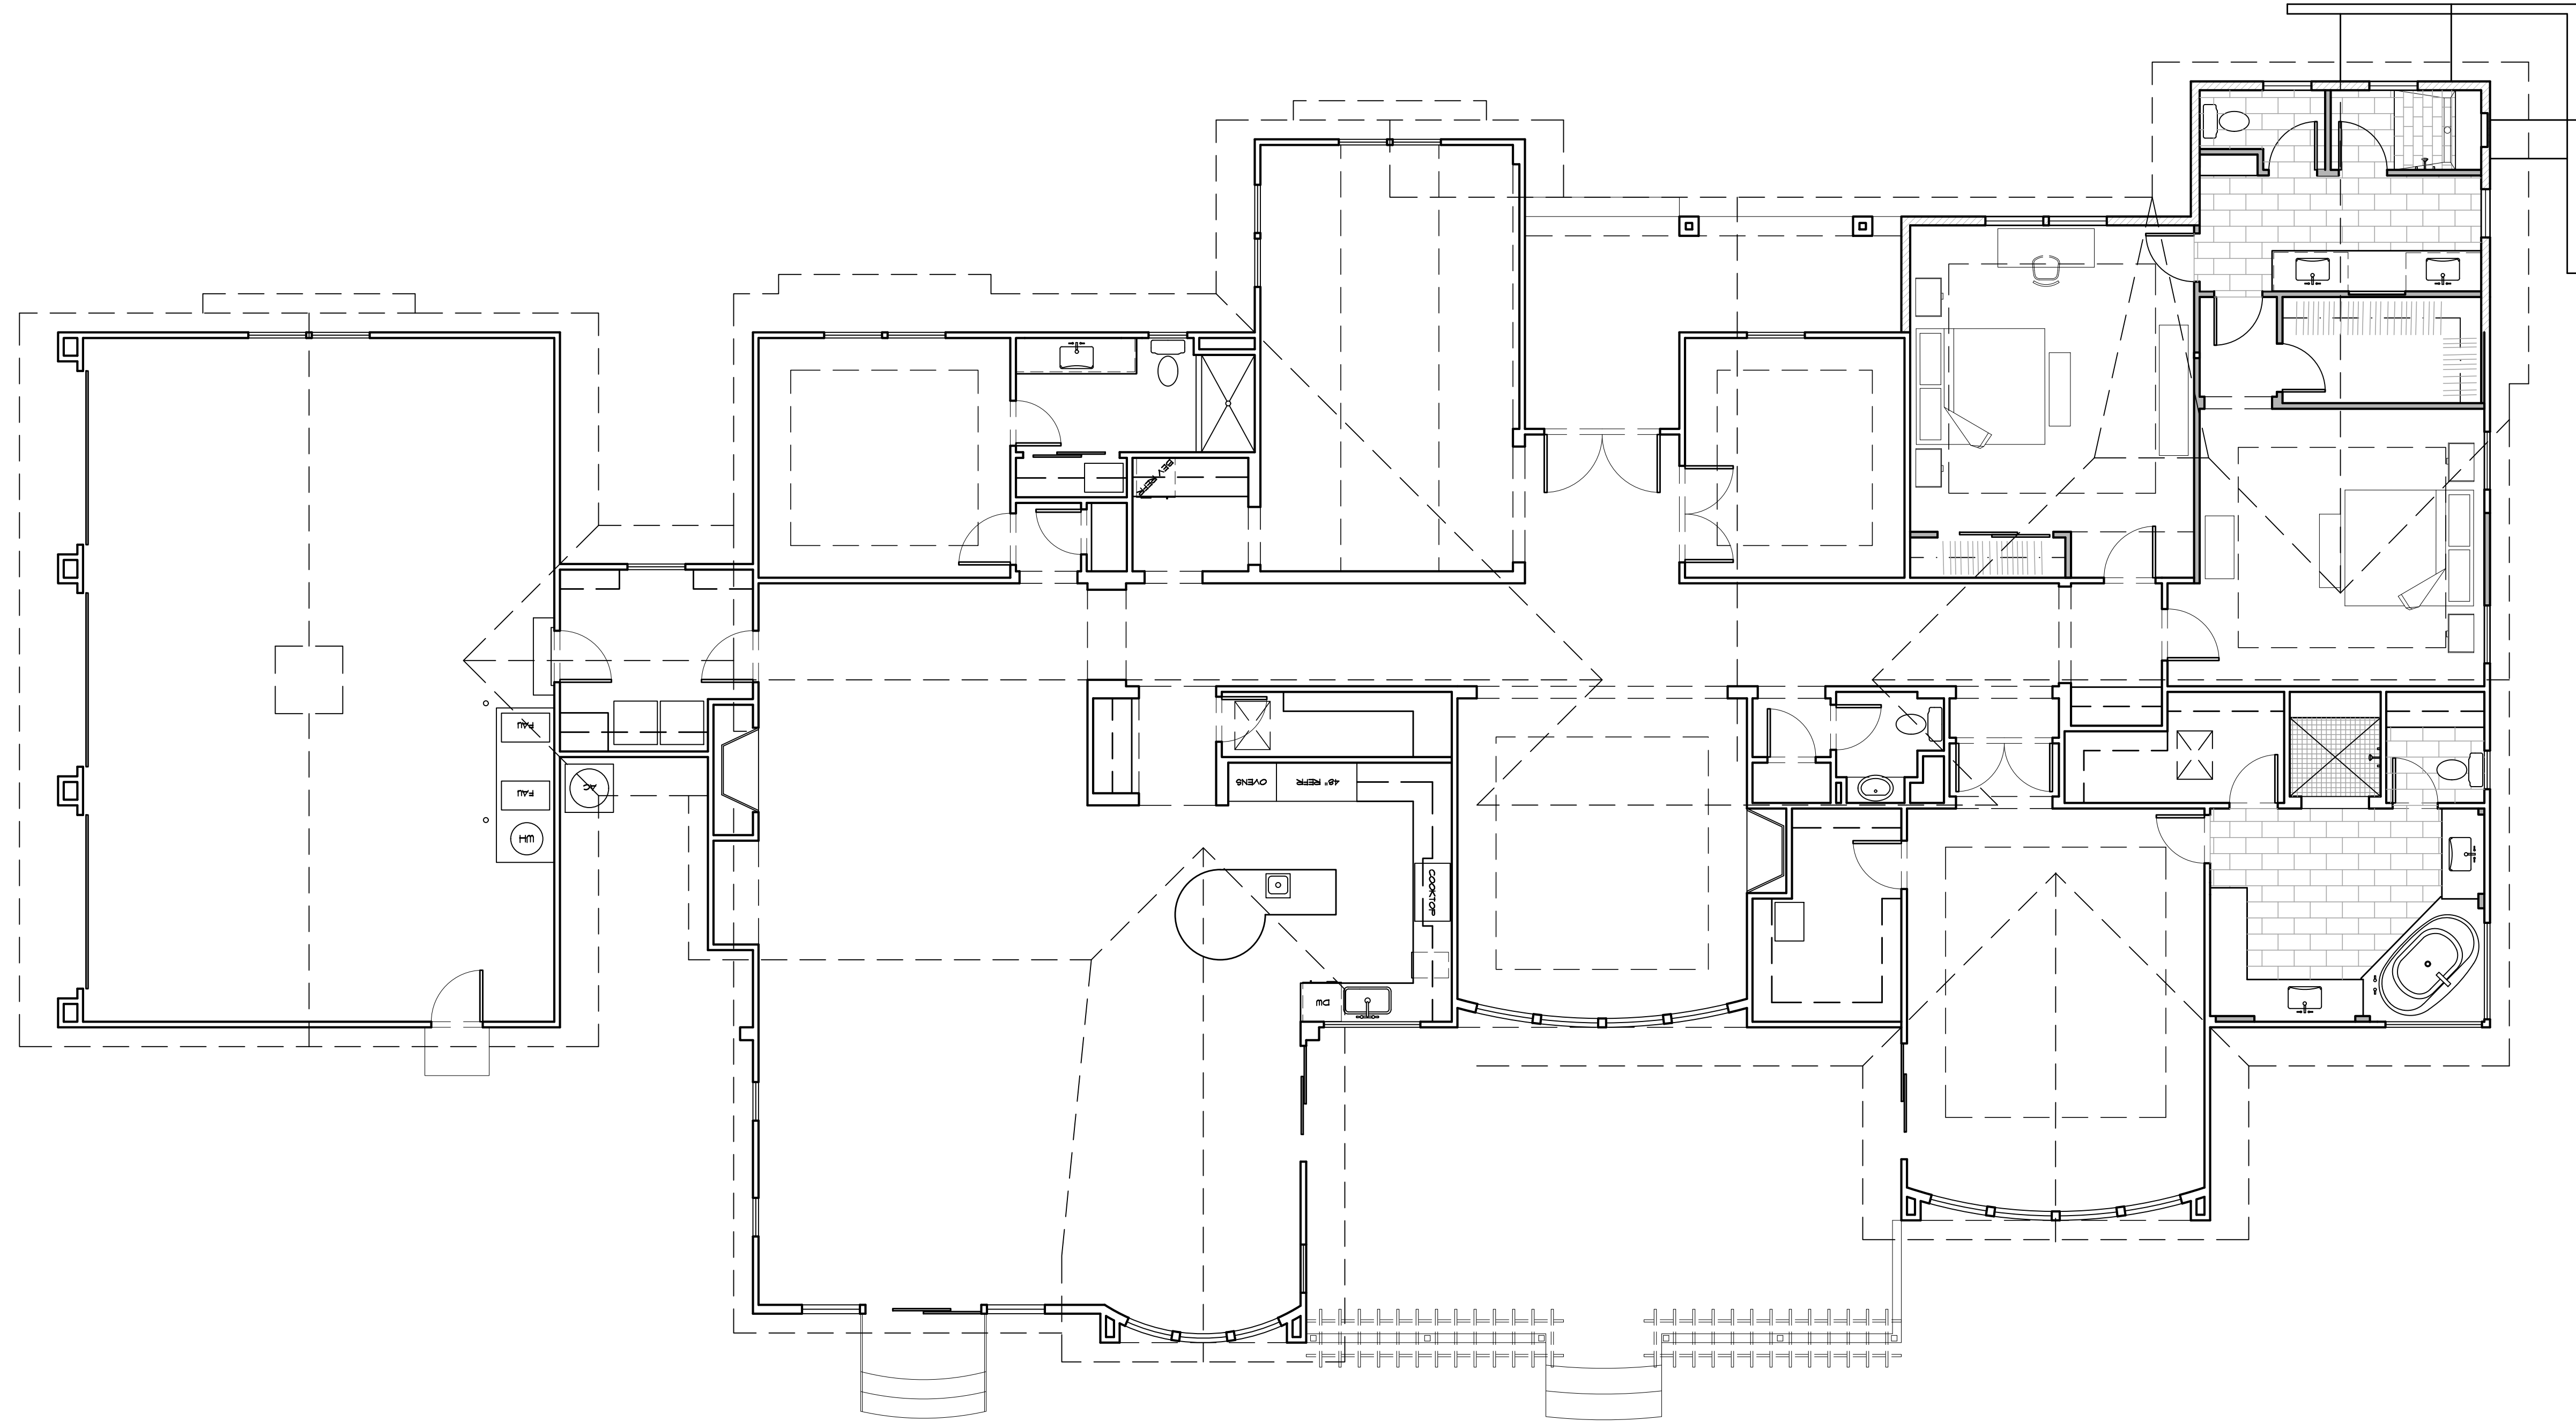 BEV
REFR
FAU
FAU
AC
WH
OVENS
48" REFR
COOKTOP
DW